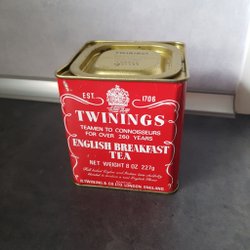 EST. 1706
TWININGS
TEAMEN TO CONNOISSEURS
FOR OVER 260 YEARS
ENGLISH BREAKFAST
TEA
NET WEIGHT 8 OZ 227g
R. TWINING & CO. LTD. LONDON, ENGLAND